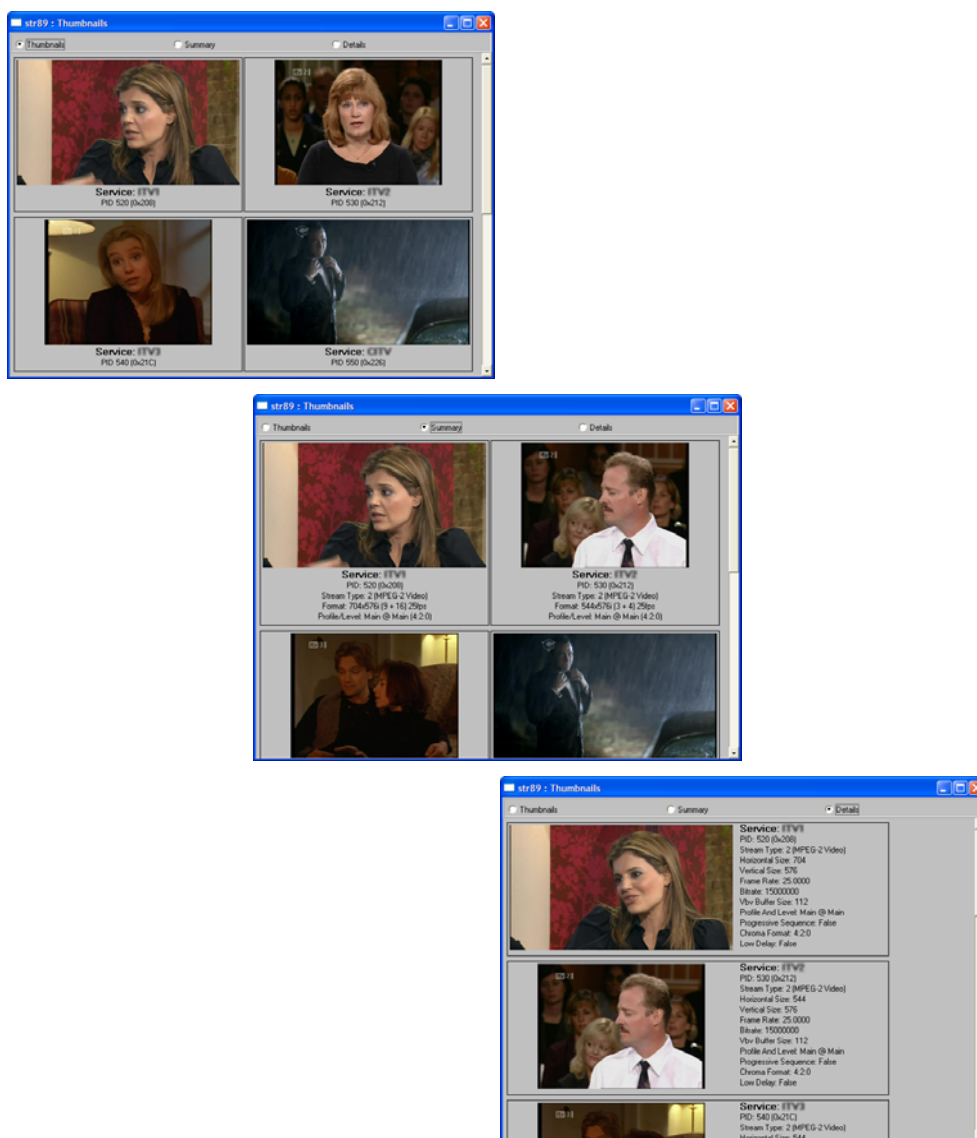 str89 : Thumbnails
Thumbnails Summary Details
Service: ITV1 Service: ITV2
PID 520 (0x208) PID 530 (0x212)
Service: ITV3 Service: CITV
PID 540 (0x21C) PID 550 (0x226)
str89 : Thumbnails
Thumbnails Summary Details
Service: ITV1 Service: ITV2
PID: 520 (0x208) PID: 530 (0x212)
Stream Type: 2 (MPEG-2 Video) Stream Type: 2 (MPEG-2 Video)
Format: 704x576i (9 + 16) 25fps Format: 544x576i (3 + 4) 25fps
Profile/Level: Main @ Main (4:2:0) Profile/Level: Main @ Main (4:2:0)
str89 : Thumbnails
Thumbnails Summary Details
Service: ITV1
PID: 520 (0x208)
Stream Type: 2 (MPEG-2 Video)
Horizontal Size: 704
Vertical Size: 576
Frame Rate: 25.0000
Bitrate: 15000000
Vbv Buffer Size: 112
Profile And Level: Main @ Main
Progressive Sequence: False
Chroma Format: 4:2:0
Low Delay: False
Service: ITV2
PID: 530 (0x212)
Stream Type: 2 (MPEG-2 Video)
Horizontal Size: 544
Vertical Size: 576
Frame Rate: 25.0000
Bitrate: 15000000
Vbv Buffer Size: 112
Profile And Level: Main @ Main
Progressive Sequence: False
Chroma Format: 4:2:0
Low Delay: False
Service: ITV3
PID: 540 (0x21C)
Stream Type: 2 (MPEG-2 Video)
Horizontal Size: 544